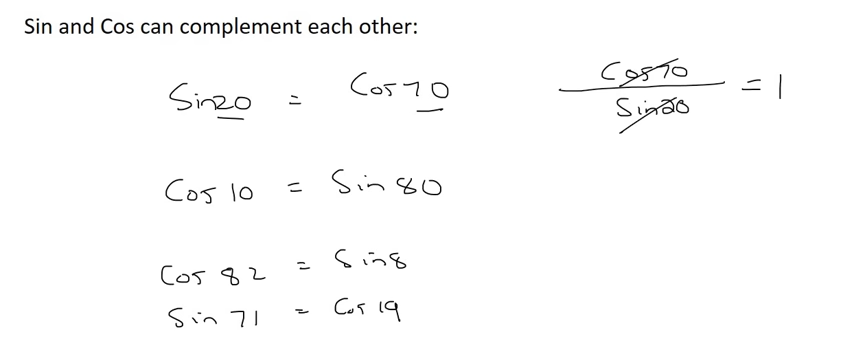 Sin and Cos can complement each other:
Sin20 = Cos70
Cos70 / Sin20 = 1
Cos 10 = Sin 80
Cos 82 = Sin8
Sin 71 = Cos 19